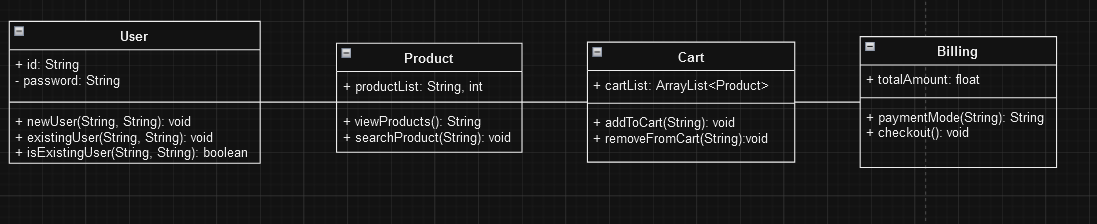 User
+ id: String
- password: String
+ newUser(String, String): void
+ existingUser(String, String): void
+ isExistingUser(String, String): boolean
Product
+ productList: String, int
+ viewProducts(): String
+ searchProduct(String): void
Cart
+ cartList: ArrayList<Product>
+ addToCart(String): void
+ removeFromCart(String):void
Billing
+ totalAmount: float
+ paymentMode(String): String
+ checkout(): void